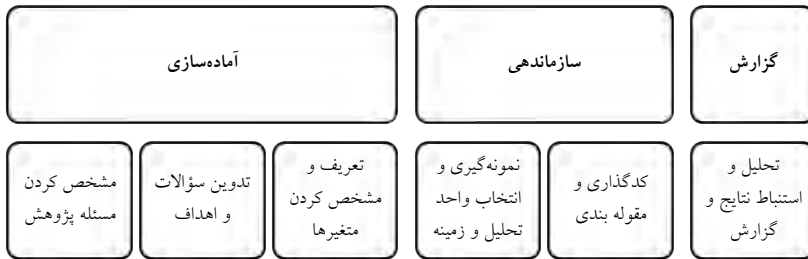 آماده‌سازی
سازماندهی
گزارش
مشخص کردن
مسئله پژوهش
تدوین سؤالات
و اهداف
تعریف و
مشخص کردن
متغیرها
نمونه‌گیری و
انتخاب واحد
تحلیل و زمینه
کدگذاری و
مقوله بندی
تحلیل و
استنباط نتایج و
گزارش